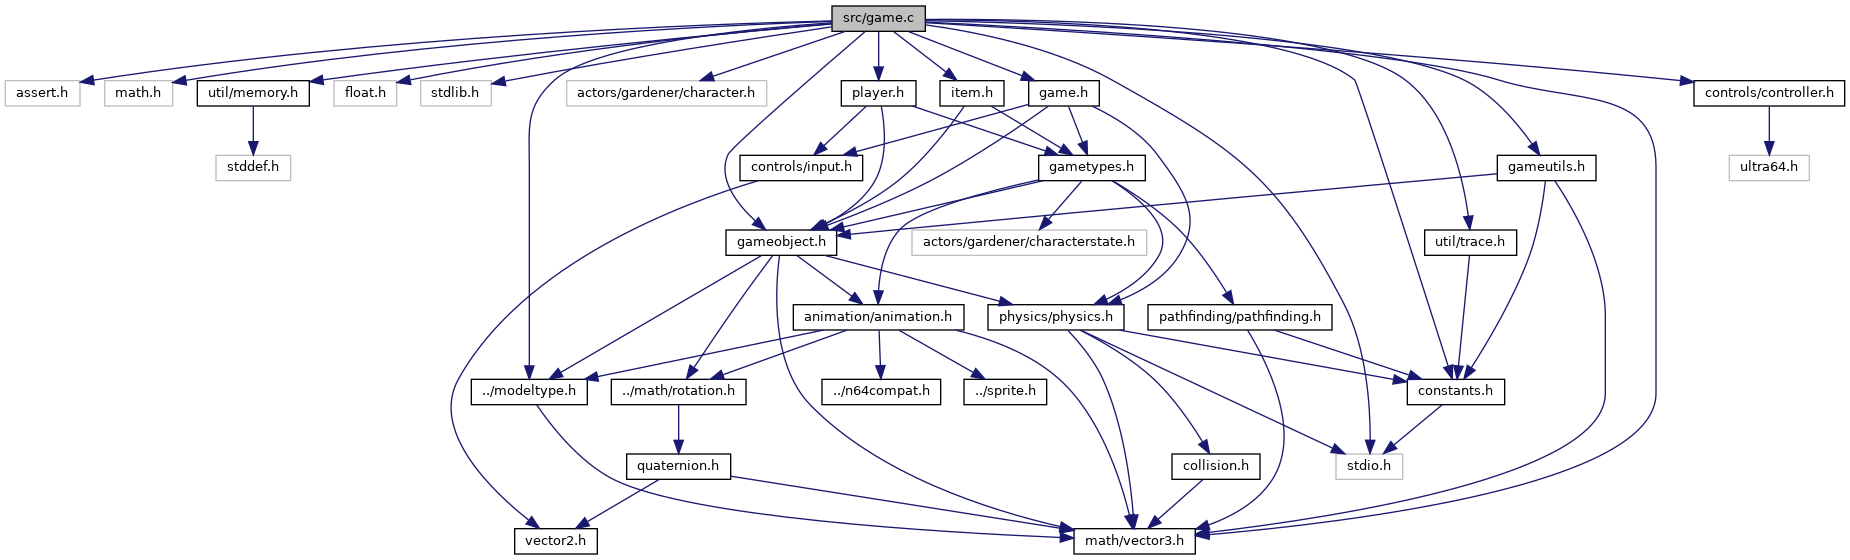 src/game.c
assert.h
math.h
util/memory.h
float.h
stdlib.h
actors/gardener/character.h
player.h
item.h
game.h
controls/controller.h
stddef.h
controls/input.h
gametypes.h
gameutils.h
ultra64.h
gameobject.h
actors/gardener/characterstate.h
util/trace.h
animation/animation.h
physics/physics.h
pathfinding/pathfinding.h
../modeltype.h
../math/rotation.h
../n64compat.h
../sprite.h
constants.h
quaternion.h
collision.h
stdio.h
vector2.h
math/vector3.h